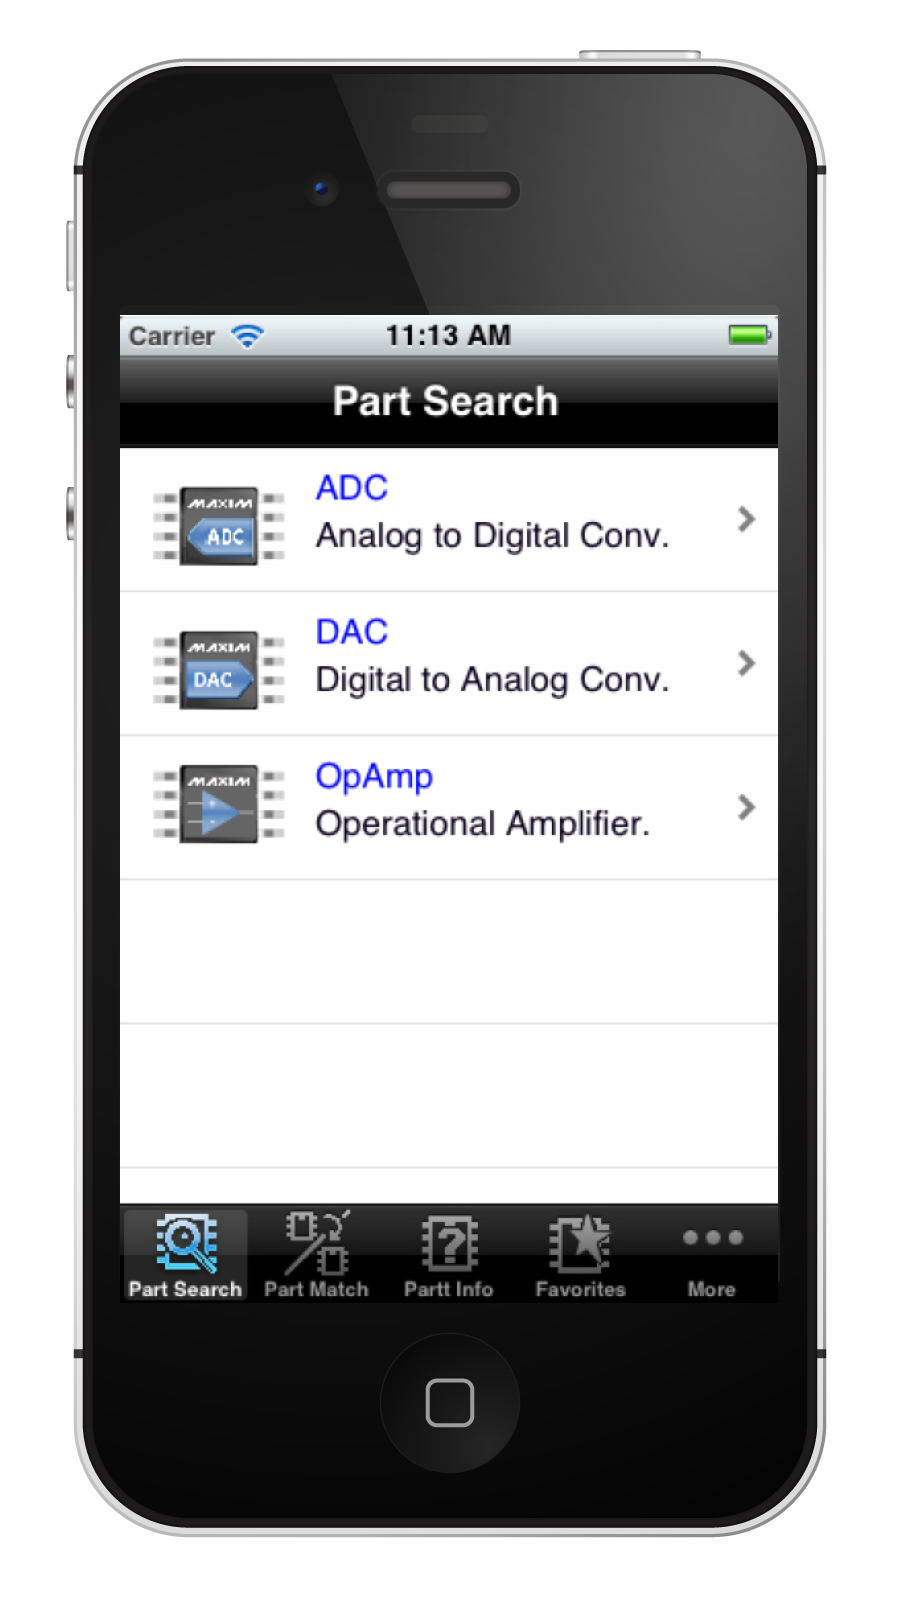 Carrier 11:13 AM
Part Search
MAXIM
ADC
ADC
Analog to Digital Conv.
MAXIM
DAC
DAC
Digital to Analog Conv.
MAXIM
OpAmp
Operational Amplifier.
?
Part Search Part Match Partt Info Favorites More